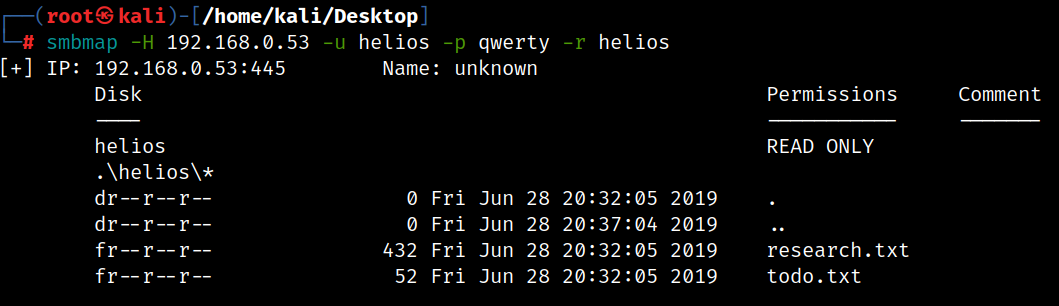 ┌──(root㉿kali)-[/home/kali/Desktop]
└─# smbmap -H 192.168.0.53 -u helios -p qwerty -r helios
[+] IP: 192.168.0.53:445 Name: unknown
Disk Permissions Comment
---- ----------- -------
helios READ ONLY
.\helios\*
dr--r--r-- 0 Fri Jun 28 20:32:05 2019 .
dr--r--r-- 0 Fri Jun 28 20:37:04 2019 ..
fr--r--r-- 432 Fri Jun 28 20:32:05 2019 research.txt
fr--r--r-- 52 Fri Jun 28 20:32:05 2019 todo.txt